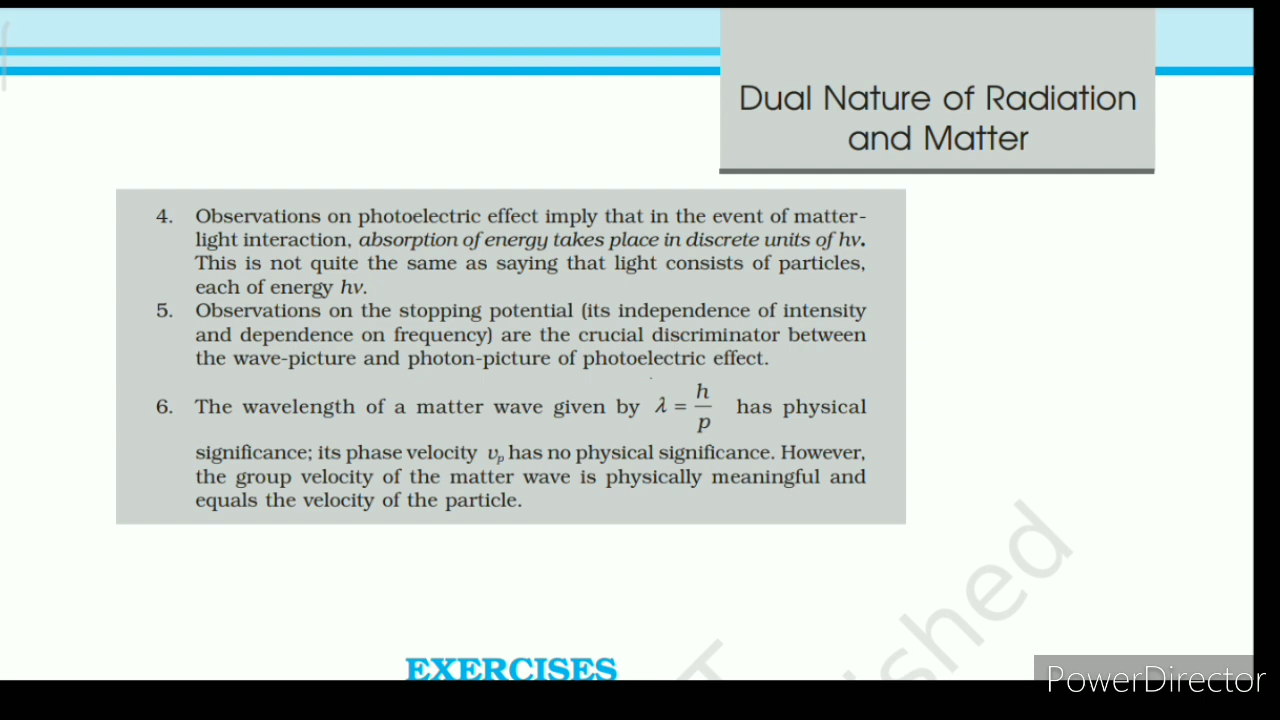 Dual Nature of Radiation
and Matter
4. Observations on photoelectric effect imply that in the event of matter-
light interaction, absorption of energy takes place in discrete units of hν.
This is not quite the same as saying that light consists of particles,
each of energy hν.
5. Observations on the stopping potential (its independence of intensity
and dependence on frequency) are the crucial discriminator between
the wave-picture and photon-picture of photoelectric effect.
6. The wavelength of a matter wave given by λ = h/p has physical
significance; its phase velocity vₚ has no physical significance. However,
the group velocity of the matter wave is physically meaningful and
equals the velocity of the particle.
EXERCISES
PowerDirector